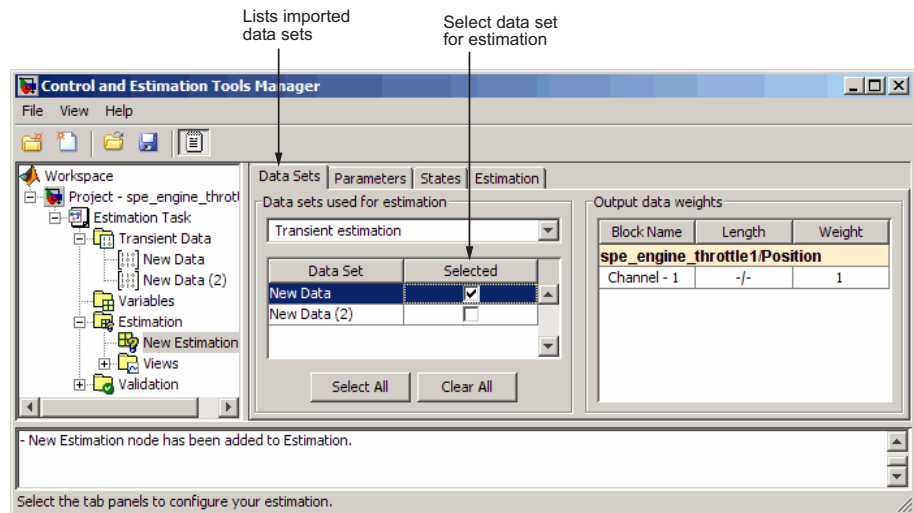 Lists imported
data sets
Select data set
for estimation
Control and Estimation Tools Manager
File View Help
Workspace
Project - spe_engine_throtl
Estimation Task
Transient Data
New Data
New Data (2)
Variables
Estimation
New Estimation
Views
Validation
Data Sets Parameters States Estimation
Data sets used for estimation
Transient estimation
Data Set Selected
New Data
New Data (2)
Select All Clear All
Output data weights
Block Name Length Weight
spe_engine_throttle1/Position
Channel - 1 -/- 1
- New Estimation node has been added to Estimation.
Select the tab panels to configure your estimation.